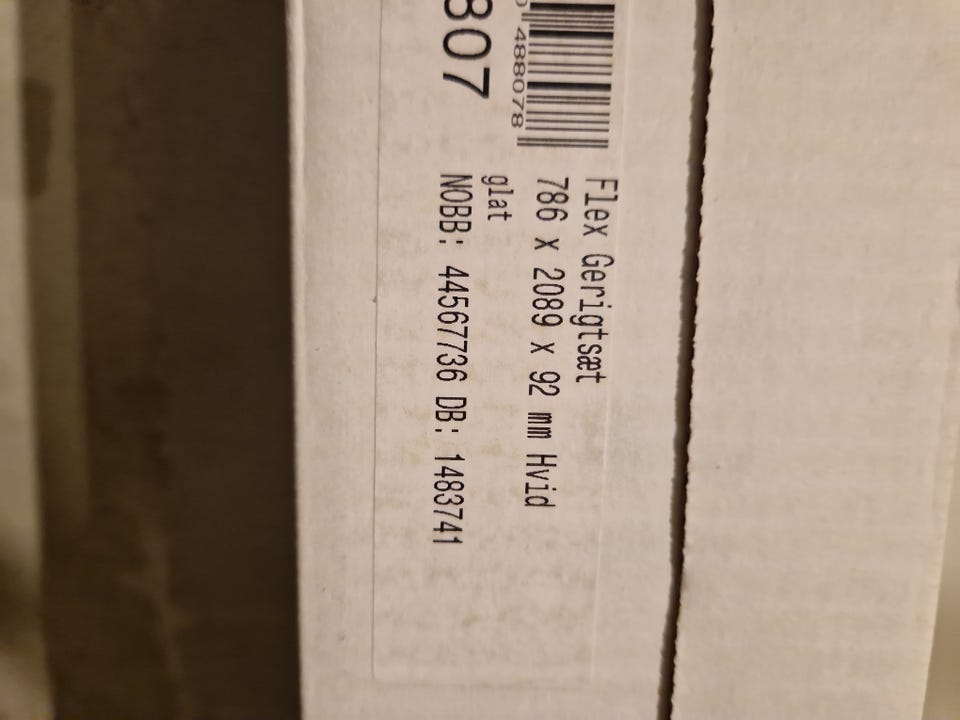 807
488078
Flex Gerigtsæt
786 x 2089 x 92 mm Hvid
glat
NOBB: 44567736 DB: 1483741